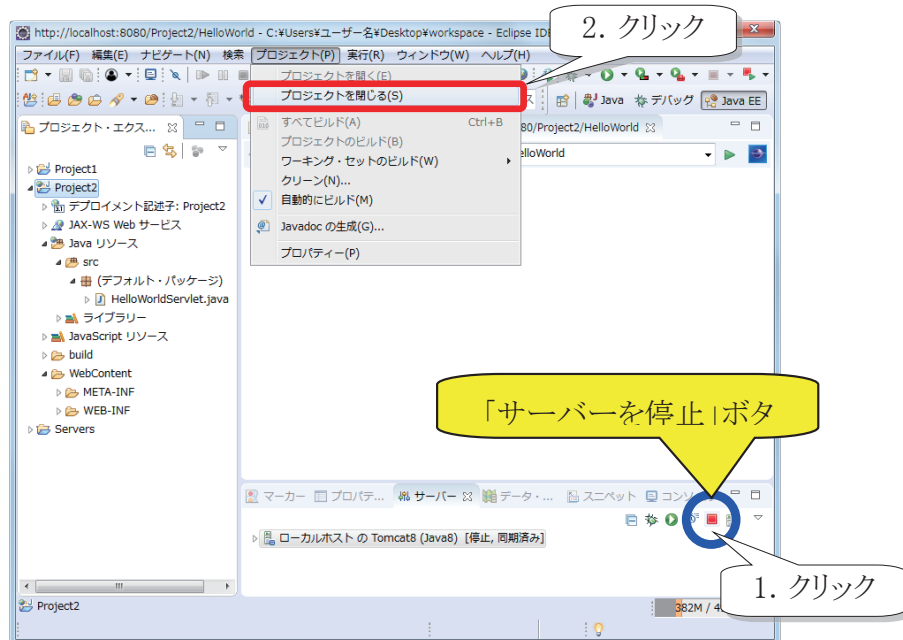 2. クリック
http://localhost:8080/Project2/HelloWorld - C:¥Users¥ユーザー名¥Desktop¥workspace - Eclipse IDE
ファイル(F) 編集(E) ナビゲート(N) 検索 プロジェクト(P) 実行(R) ウィンドウ(W) ヘルプ(H)
プロジェクトを開く(E)
プロジェクトを閉じる(S)
Java デバッグ Java EE
プロジェクト・エクス...
すべてビルド(A) Ctrl+B
80/Project2/HelloWorld
プロジェクトのビルド(B)
ワーキング・セットのビルド(W)
elloWorld
クリーン(N)...
自動的にビルド(M)
Javadoc の生成(G)...
プロパティー(P)
Project1
Project2
デプロイメント記述子: Project2
JAX-WS Web サービス
Java リソース
src
(デフォルト・パッケージ)
HelloWorldServlet.java
ライブラリー
JavaScript リソース
build
WebContent
META-INF
WEB-INF
Servers
「サーバーを停止」ボタ
マーカー プロパテ... サーバー データ・... スニペット コンソ
ローカルホスト の Tomcat8 (Java8) [停止, 同期済み]
1. クリック
Project2
382M / 4